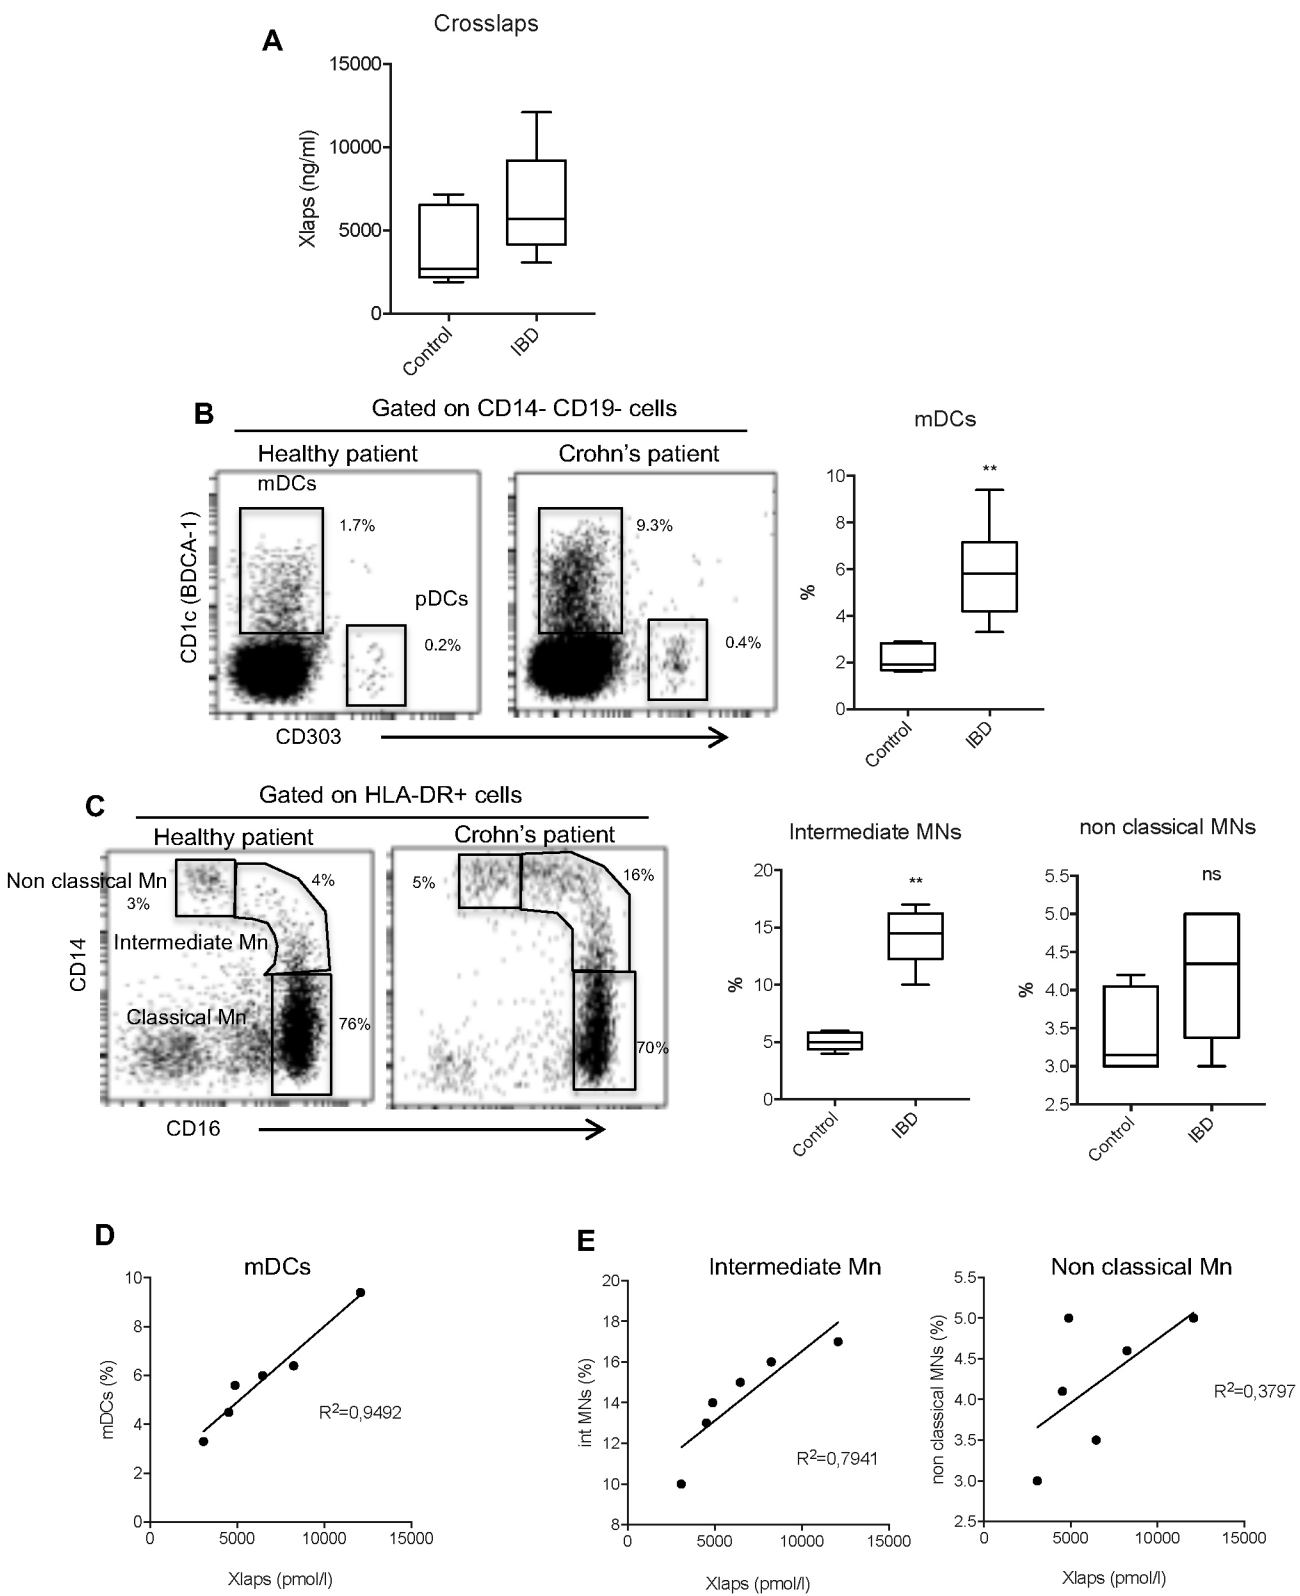 A
Crosslaps
15000
10000
5000
0
Xlaps (ng/ml)
Control
IBD
B
Gated on CD14- CD19- cells
Healthy patient
Crohn's patient
mDCs
1.7%
pDCs
0.2%
9.3%
0.4%
CD1c (BDCA-1)
CD303
mDCs
**
10
8
6
4
2
0
%
Control
IBD
C
Gated on HLA-DR+ cells
Healthy patient
Crohn's patient
Non classical Mn
3%
4%
Intermediate Mn
Classical Mn
76%
5%
16%
70%
CD14
CD16
Intermediate MNs
**
20
15
10
5
0
%
Control
IBD
non classical MNs
ns
5.5
5.0
4.5
4.0
3.5
3.0
2.5
%
Control
IBD
D
mDCs
10
8
6
4
2
0
mDCs (%)
R²=0,9492
0
5000
10000
15000
Xlaps (pmol/l)
E
Intermediate Mn
20
18
16
14
12
10
8
int MNs (%)
R²=0,7941
0
5000
10000
15000
Xlaps (pmol/l)
Non classical Mn
5.5
5.0
4.5
4.0
3.5
3.0
2.5
non classical MNs (%)
R²=0,3797
0
5000
10000
15000
Xlaps (pmol/l)